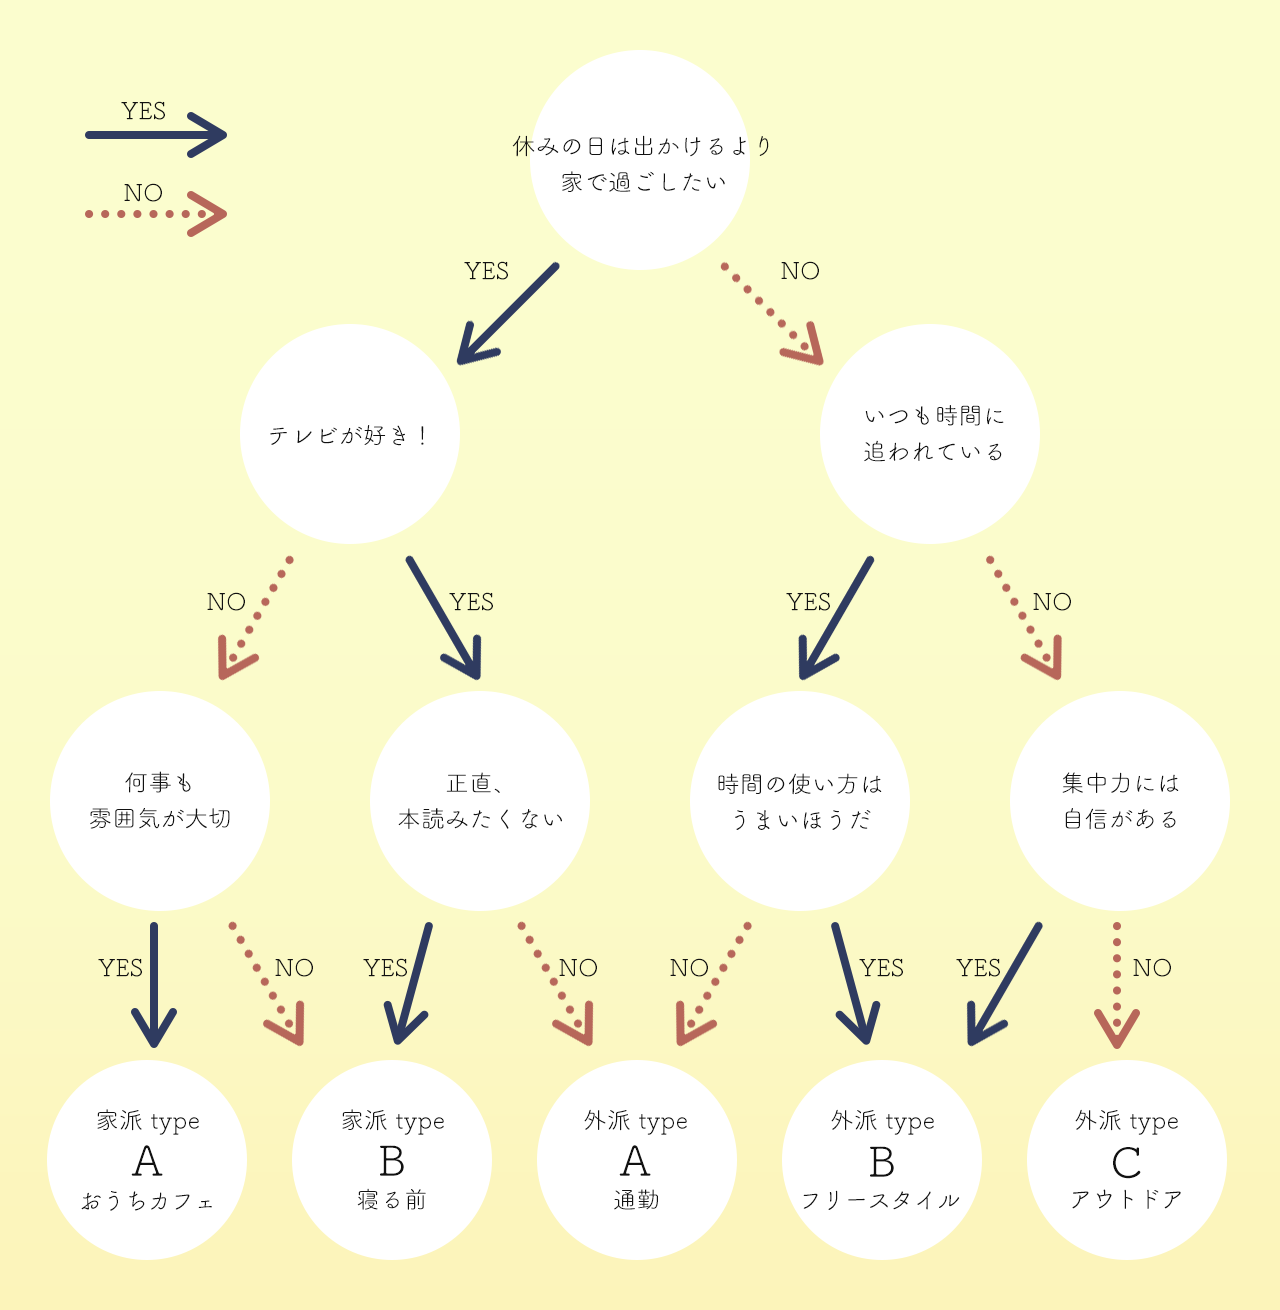 YES
NO
休みの日は出かけるより
家で過ごしたい
YES
NO
テレビが好き！
いつも時間に
追われている
NO
YES
YES
NO
何事も
雰囲気が大切
正直、
本読みたくない
時間の使い方は
うまいほうだ
集中力には
自信がある
YES
NO
YES
NO
NO
YES
YES
NO
家派 type
A
おうちカフェ
家派 type
B
寝る前
外派 type
A
通勤
外派 type
B
フリースタイル
外派 type
C
アウトドア